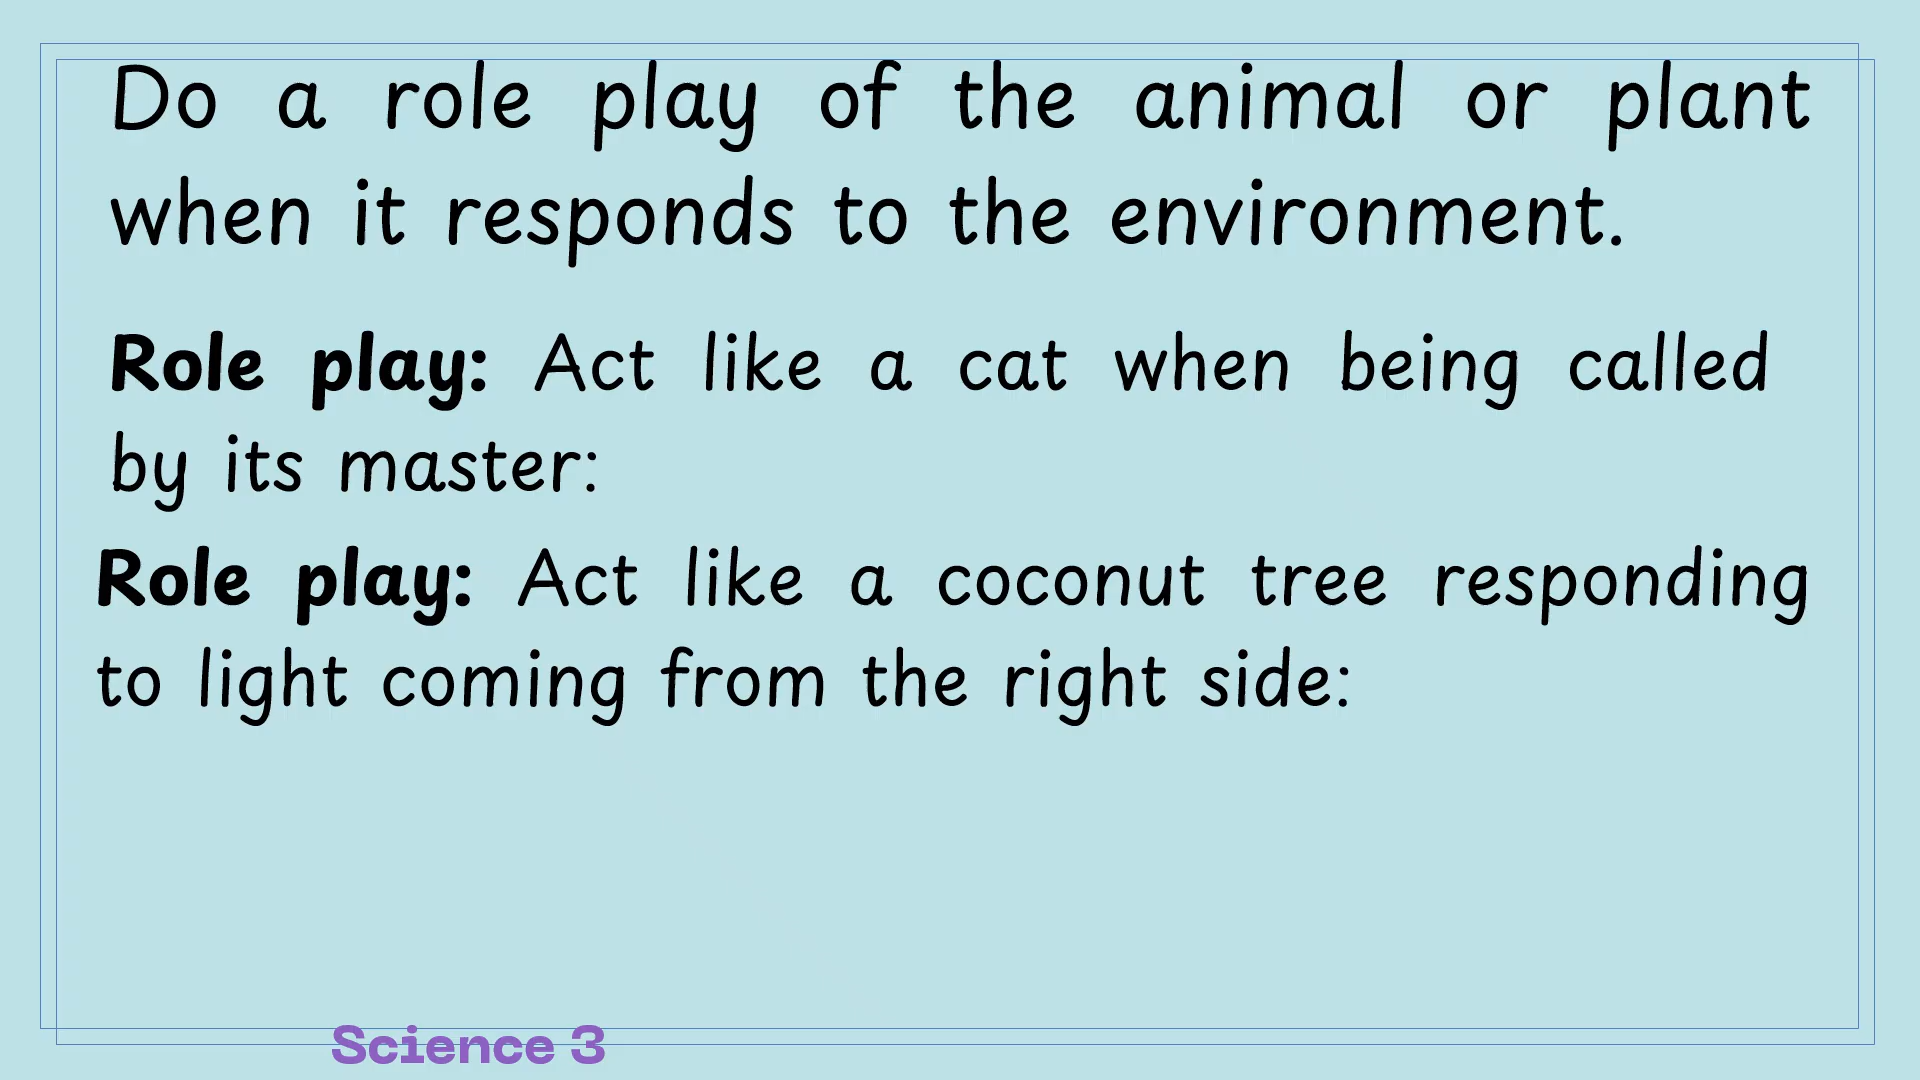 Do a role play of the animal or plant
when it responds to the environment.
Role play: Act like a cat when being called
by its master:
Role play: Act like a coconut tree responding
to light coming from the right side:
Science 3